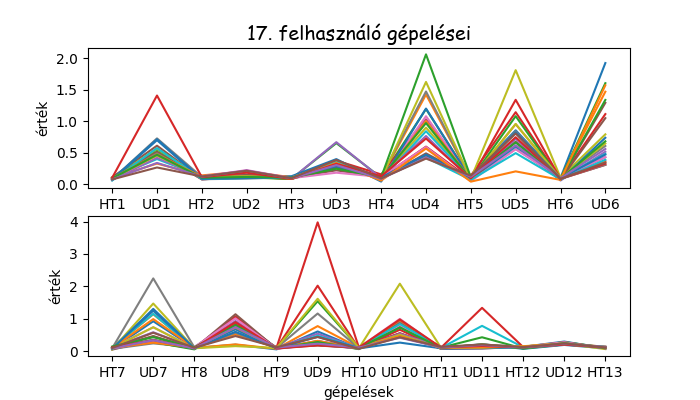 17. felhasználó gépelései
érték
2.0
1.5
1.0
0.5
0.0
HT1 UD1 HT2 UD2 HT3 UD3 HT4 UD4 HT5 UD5 HT6 UD6
érték
4
3
2
1
0
HT7 UD7 HT8 UD8 HT9 UD9 HT10 UD10 HT11 UD11 HT12 UD12 HT13
gépelések